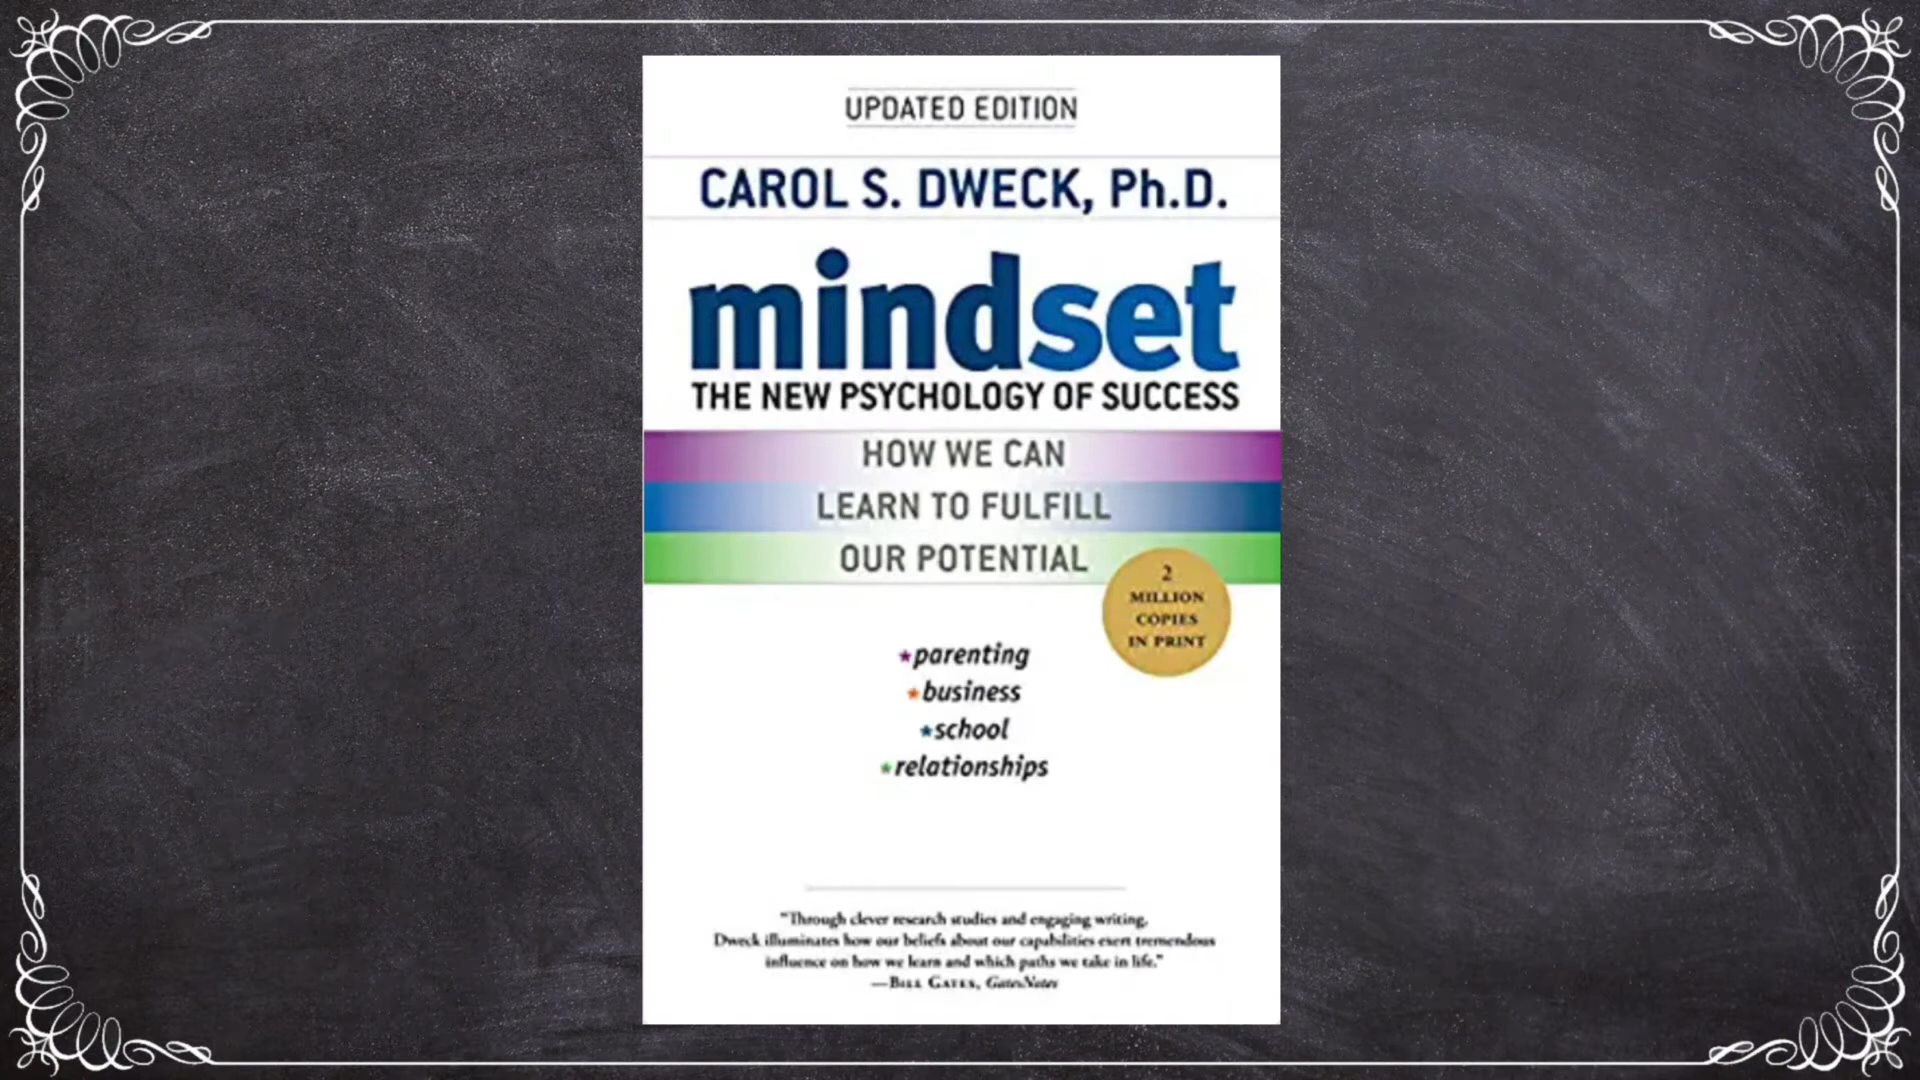 UPDATED EDITION
CAROL S. DWECK, Ph.D.
mindset
THE NEW PSYCHOLOGY OF SUCCESS
HOW WE CAN
LEARN TO FULFILL
OUR POTENTIAL
2
MILLION
COPIES
IN PRINT
*parenting
*business
*school
*relationships
"Through clever research studies and engaging writing,
Dweck illuminates how our beliefs about our capabilities exert tremendous
influence on how we learn and which paths we take in life."
—BILL GATES, GatesNotes